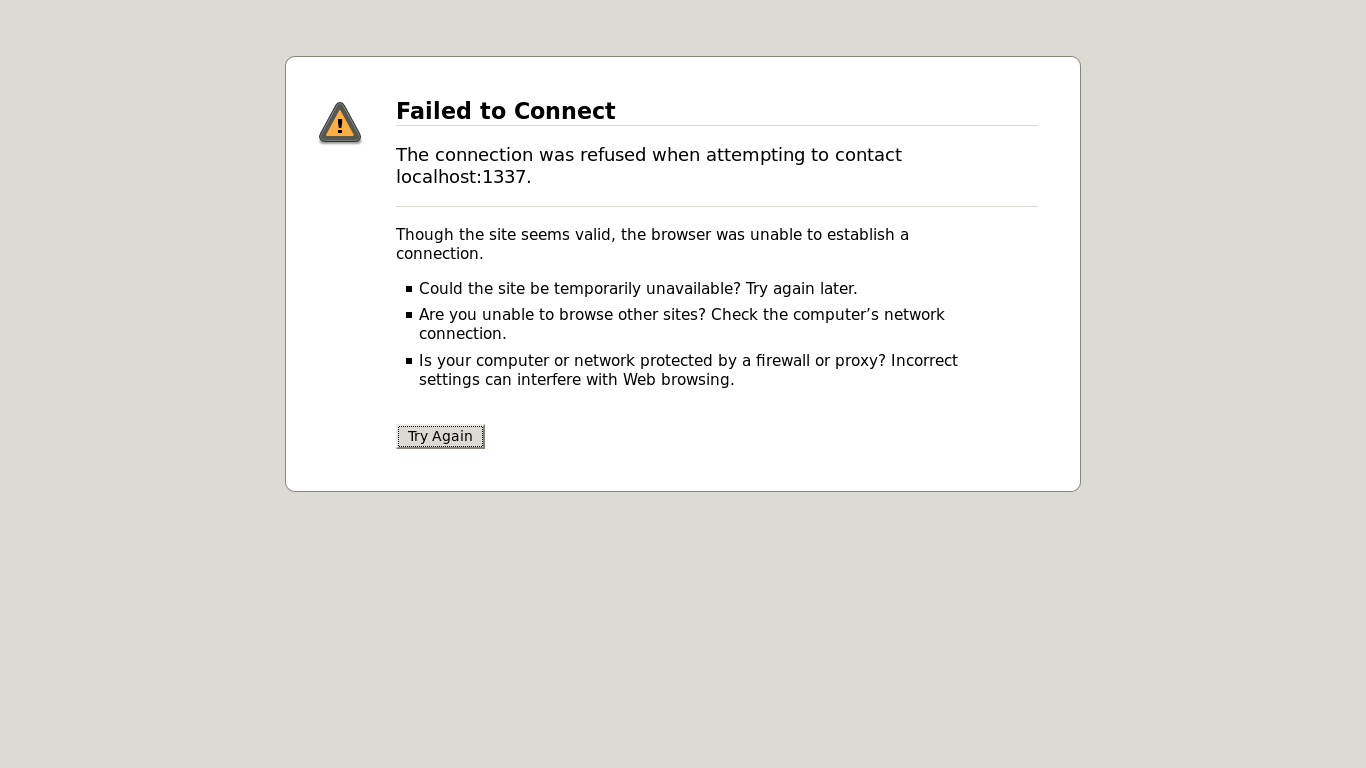 Failed to Connect
The connection was refused when attempting to contact
localhost:1337.
Though the site seems valid, the browser was unable to establish a
connection.
Could the site be temporarily unavailable? Try again later.
Are you unable to browse other sites? Check the computer’s network
connection.
Is your computer or network protected by a firewall or proxy? Incorrect
settings can interfere with Web browsing.
Try Again